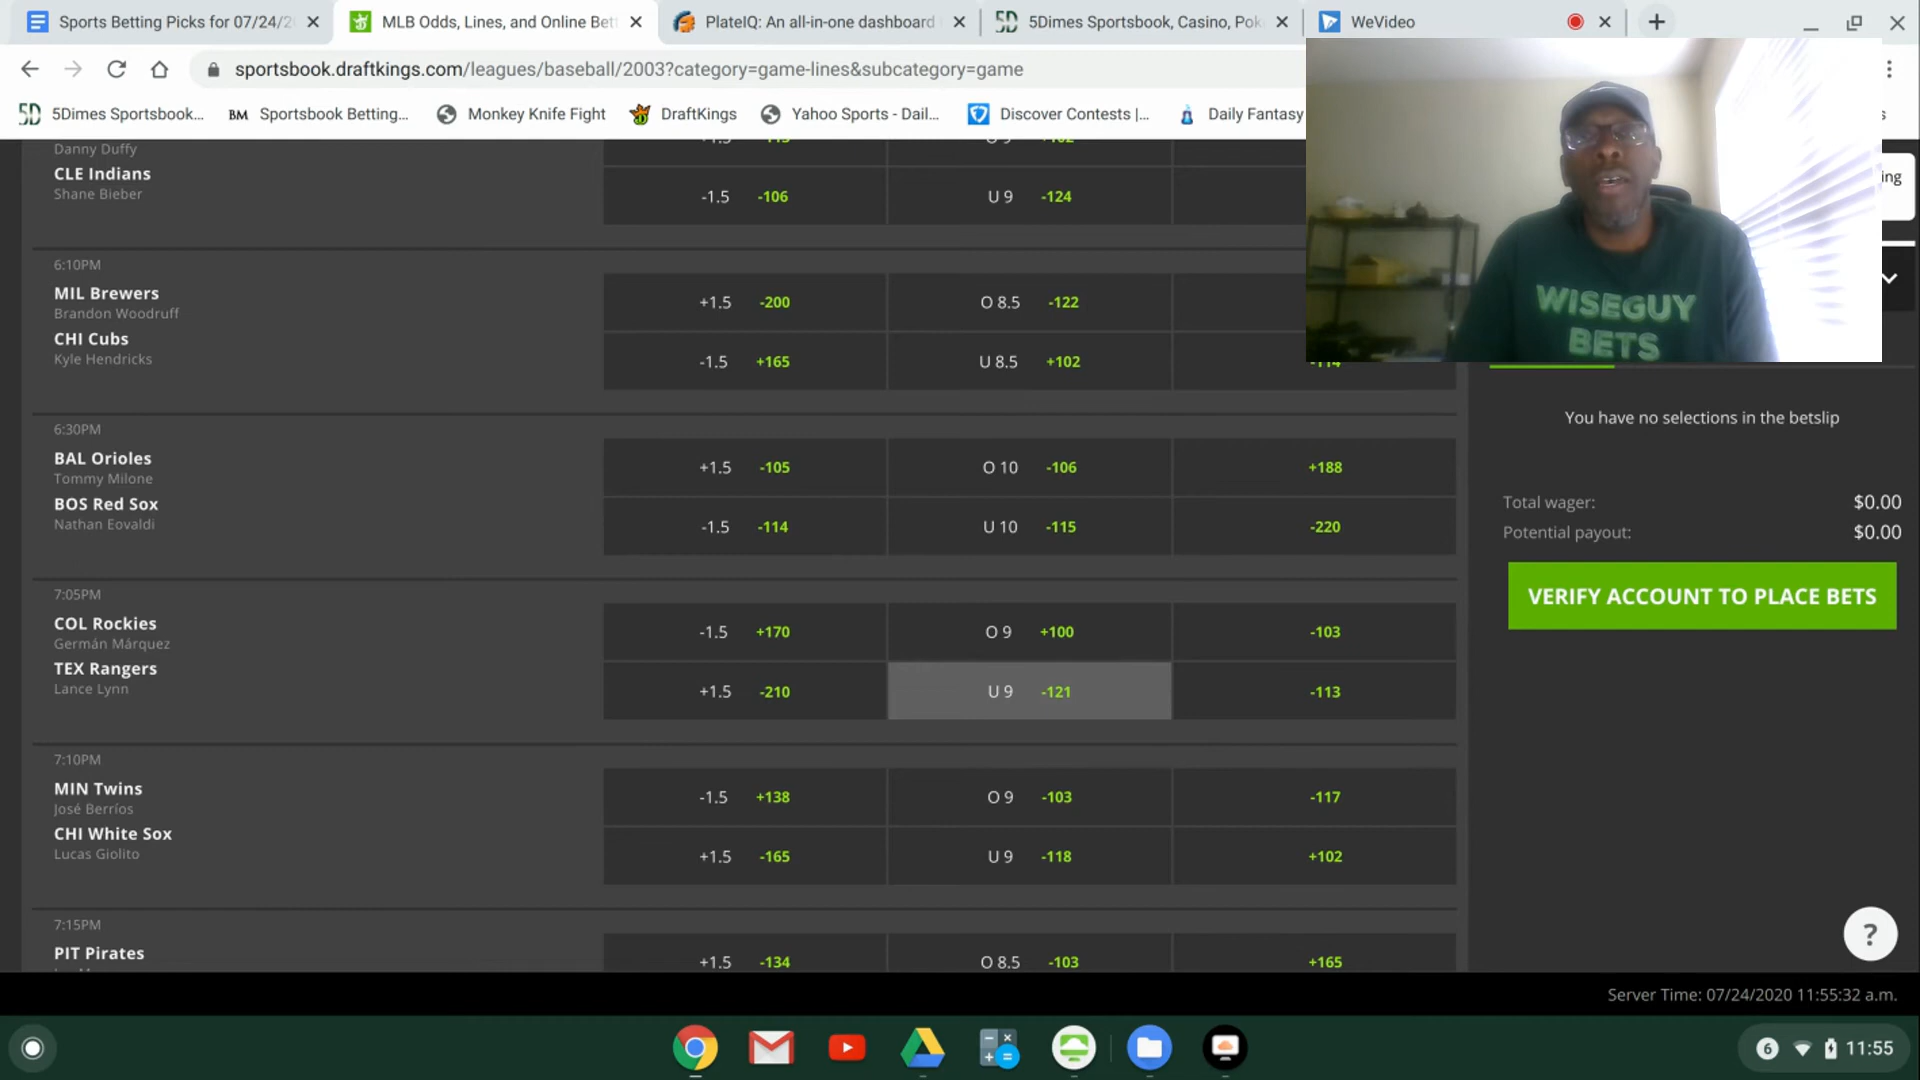 Sports Betting Picks for 07/24/2
MLB Odds, Lines, and Online Bett
PlateIQ: An all-in-one dashboard
5Dimes Sportsbook, Casino, Pok
WeVideo
sportsbook.draftkings.com/leagues/baseball/2003?category=game-lines&subcategory=game
5D
5Dimes Sportsbook...
BM
Sportsbook Betting...
Monkey Knife Fight
DraftKings
Yahoo Sports - Dail...
Discover Contests |...
Daily Fantasy
s
ing
WISEGUY
BETS
Danny Duffy
CLE Indians
Shane Bieber
-1.5 -106 U 9 -124
6:10PM
MIL Brewers
Brandon Woodruff
+1.5 -200 O 8.5 -122
CHI Cubs
Kyle Hendricks
-1.5 +165 U 8.5 +102 -114
6:30PM
BAL Orioles
Tommy Milone
+1.5 -105 O 10 -106 +188
BOS Red Sox
Nathan Eovaldi
-1.5 -114 U 10 -115 -220
7:05PM
COL Rockies
Germán Márquez
-1.5 +170 O 9 +100 -103
TEX Rangers
Lance Lynn
+1.5 -210 U 9 -121 -113
7:10PM
MIN Twins
José Berríos
-1.5 +138 O 9 -103 -117
CHI White Sox
Lucas Giolito
+1.5 -165 U 9 -118 +102
7:15PM
PIT Pirates
+1.5 -134 O 8.5 -103 +165
You have no selections in the betslip
Total wager: $0.00
Potential payout: $0.00
VERIFY ACCOUNT TO PLACE BETS
?
Server Time: 07/24/2020 11:55:32 a.m.
6 11:55